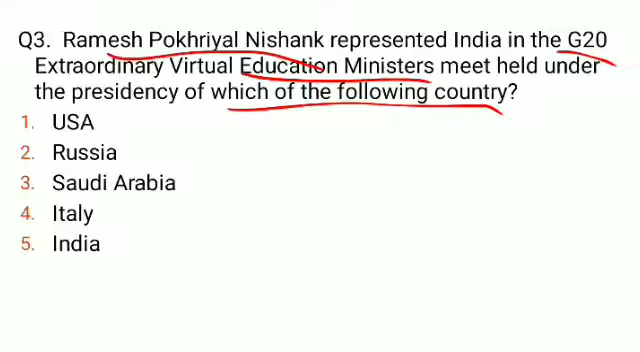 Q3. Ramesh Pokhriyal Nishank represented India in the G20
Extraordinary Virtual Education Ministers meet held under
the presidency of which of the following country?
1. USA
2. Russia
3. Saudi Arabia
4. Italy
5. India